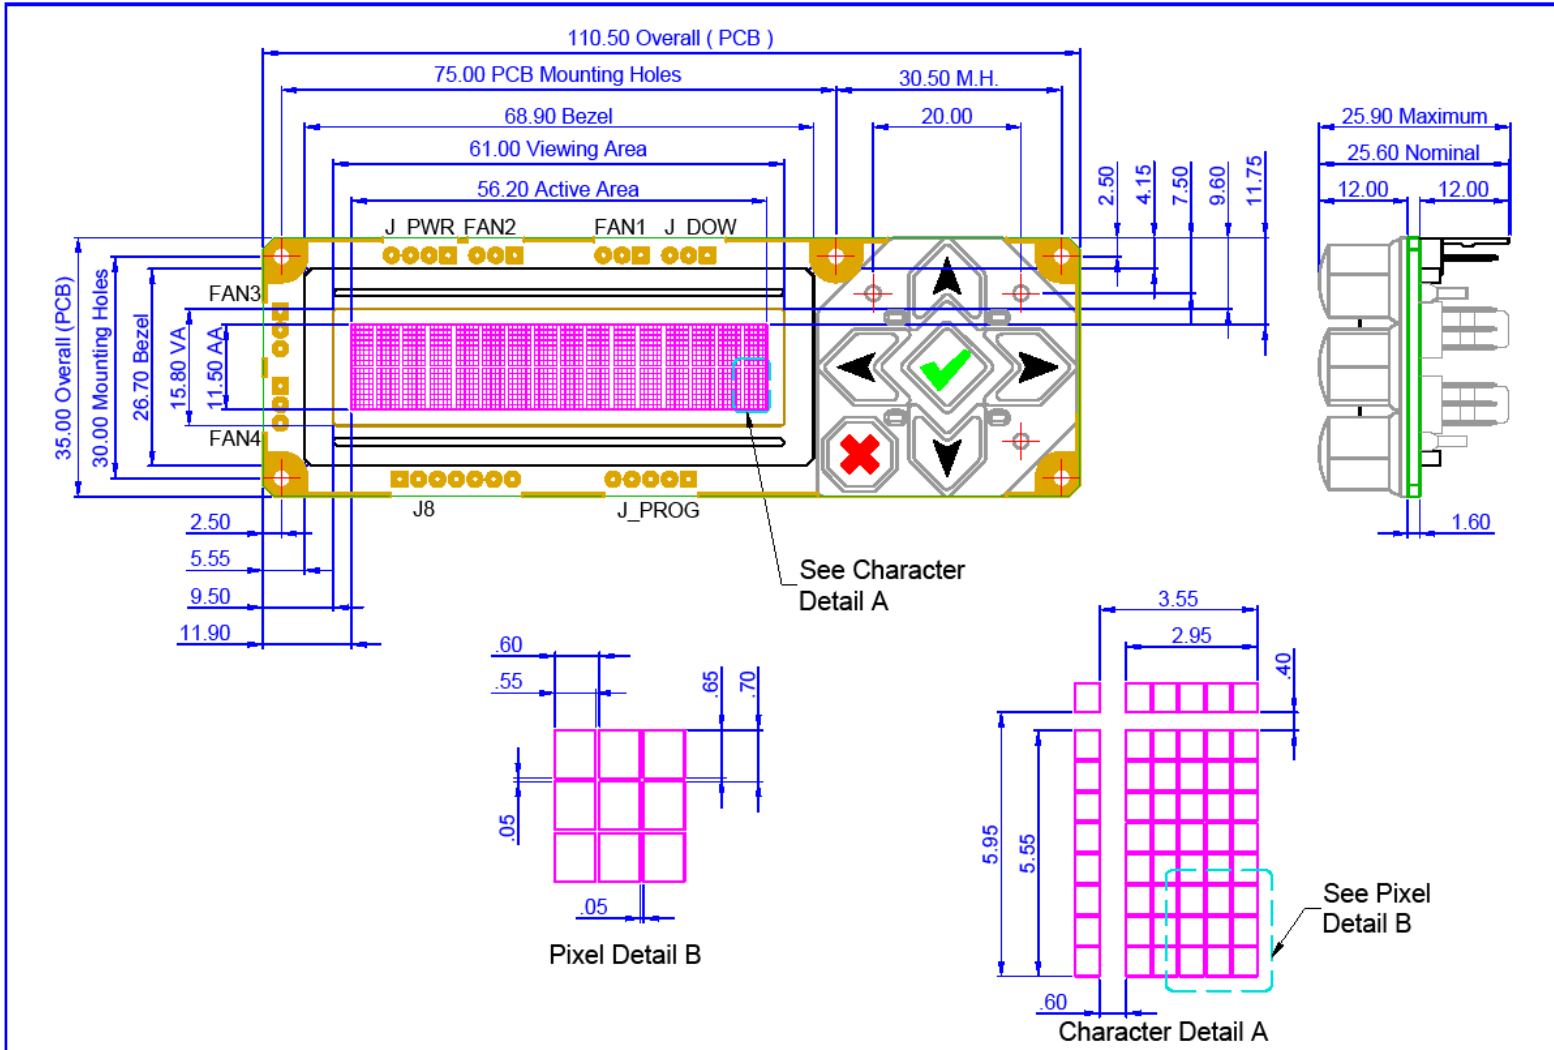 110.50 Overall ( PCB )
75.00 PCB Mounting Holes
30.50 M.H.
68.90 Bezel
20.00
61.00 Viewing Area
56.20 Active Area
25.90 Maximum
25.60 Nominal
12.00
12.00
2.50
4.15
7.50
9.60
11.75
J_PWR
FAN2
FAN1
J_DOW
FAN3
FAN4
35.00 Overall (PCB)
30.00 Mounting Holes
26.70 Bezel
15.80 VA
11.50 AA
J8
J_PROG
2.50
5.55
9.50
11.90
1.60
See Character
Detail A
.60
.55
.65
.70
.05
.05
Pixel Detail B
3.55
2.95
.40
5.95
5.55
.60
See Pixel
Detail B
Character Detail A